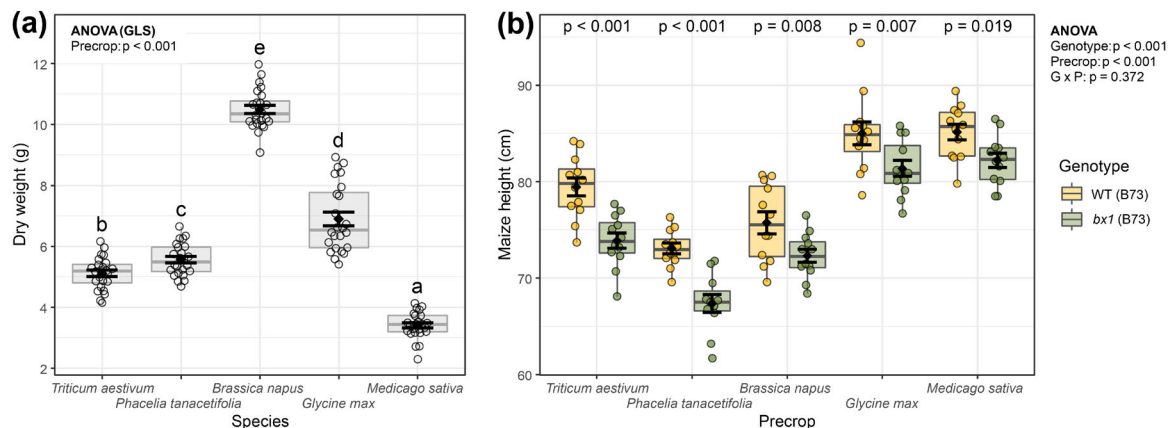 (a)
ANOVA (GLS)
Precrop: p < 0.001
b
c
e
d
a
12
10
8
6
4
2
Dry weight (g)
Triticum aestivum
Brassica napus
Medicago sativa
Phacelia tanacetifolia
Glycine max
Species
(b)
p < 0.001
p < 0.001
p = 0.008
p = 0.007
p = 0.019
90
80
70
60
Maize height (cm)
Triticum aestivum
Brassica napus
Medicago sativa
Phacelia tanacetifolia
Glycine max
Precrop
ANOVA
Genotype: p < 0.001
Precrop: p < 0.001
G x P: p = 0.372
Genotype
WT (B73)
bx1 (B73)